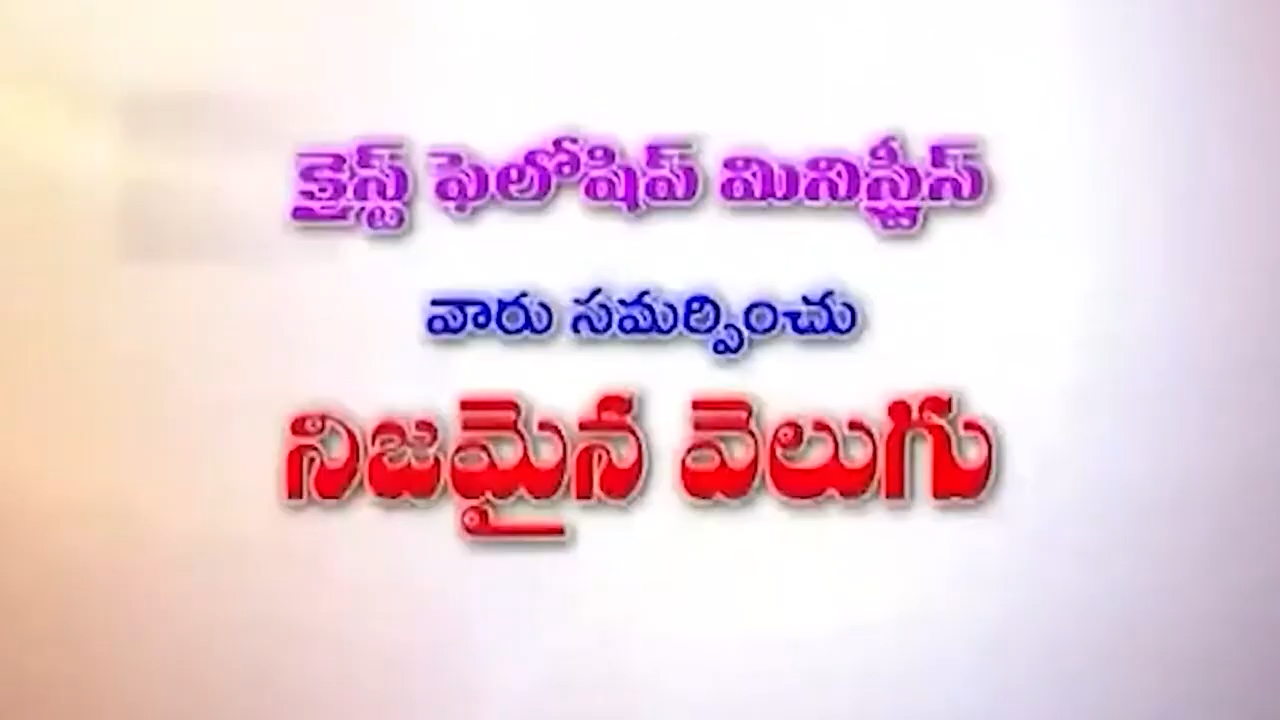 క్రైస్ట్ ఫెలోషిప్ మినిస్ట్రీస్
వారు సమర్పించు
నిజమైన వెలుగు